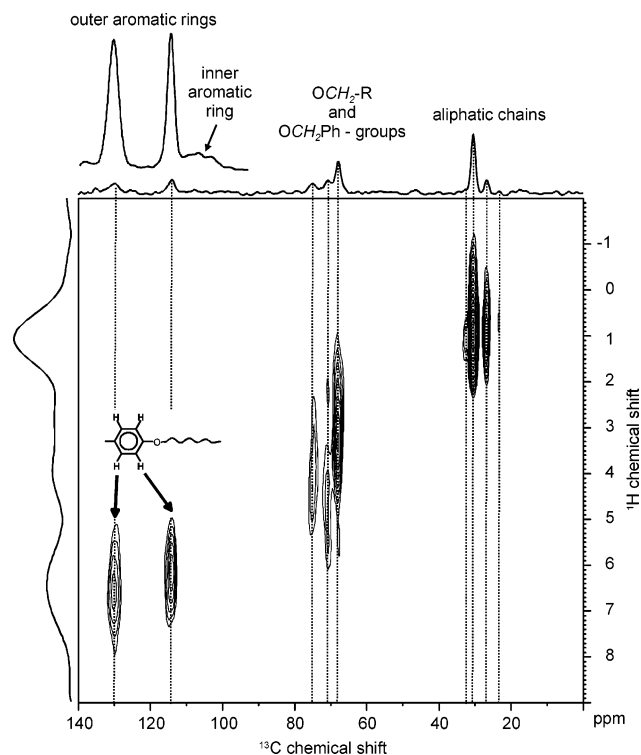 outer aromatic rings
inner
aromatic
ring
OCH₂-R
and
OCH₂Ph - groups
aliphatic chains
-1
0
1
2
3
4
5
6
7
8
¹H chemical shift
H H
O
H H
140 120 100 80 60 40 20 ppm
¹³C chemical shift